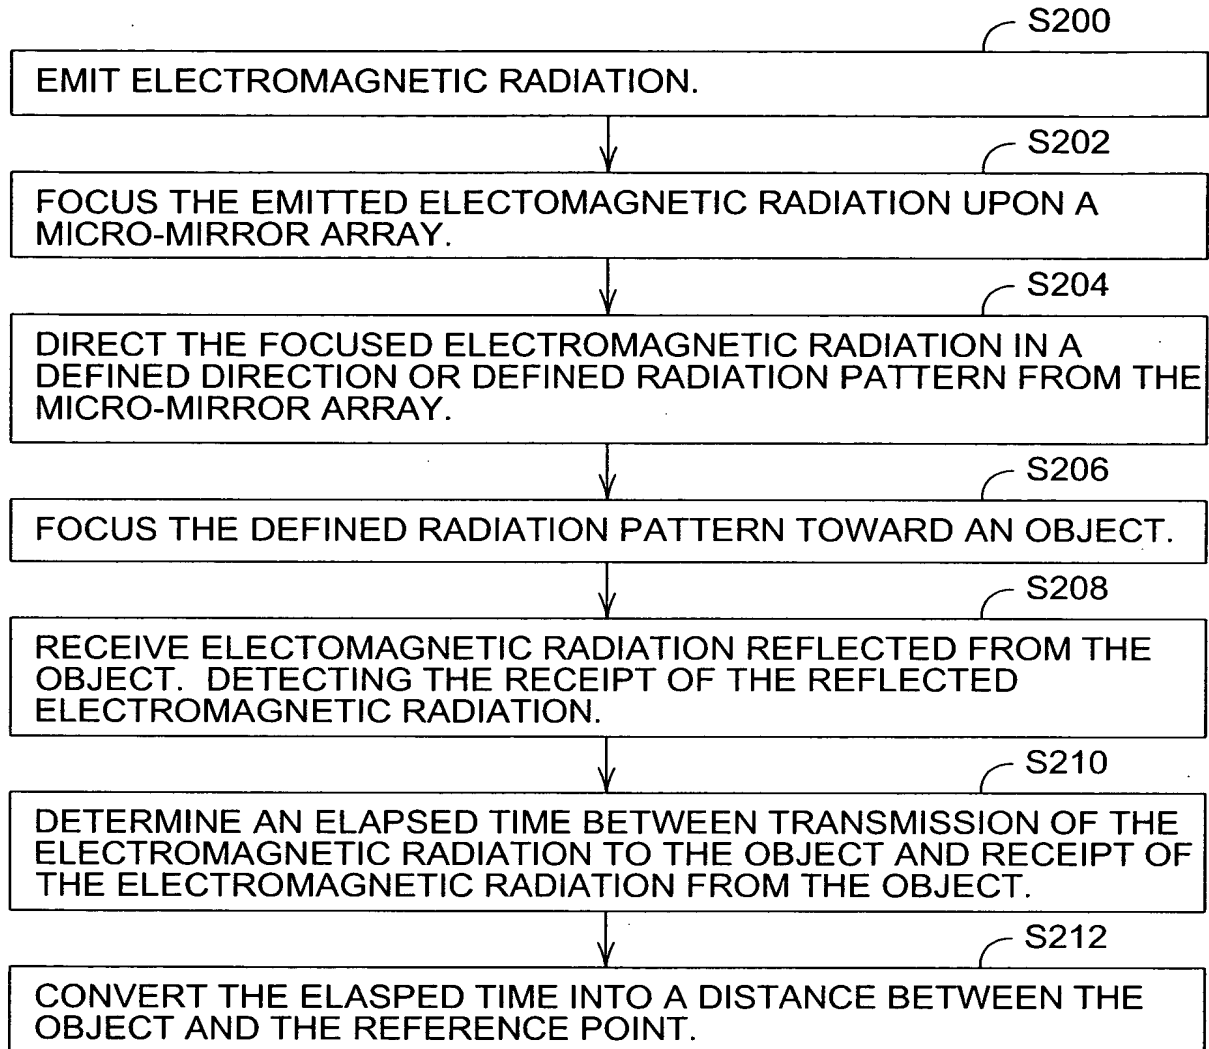 S200
EMIT ELECTROMAGNETIC RADIATION.
S202
FOCUS THE EMITTED ELECTOMAGNETIC RADIATION UPON A
MICRO-MIRROR ARRAY.
S204
DIRECT THE FOCUSED ELECTROMAGNETIC RADIATION IN A
DEFINED DIRECTION OR DEFINED RADIATION PATTERN FROM THE
MICRO-MIRROR ARRAY.
S206
FOCUS THE DEFINED RADIATION PATTERN TOWARD AN OBJECT.
S208
RECEIVE ELECTOMAGNETIC RADIATION REFLECTED FROM THE
OBJECT. DETECTING THE RECEIPT OF THE REFLECTED
ELECTROMAGNETIC RADIATION.
S210
DETERMINE AN ELAPSED TIME BETWEEN TRANSMISSION OF THE
ELECTROMAGNETIC RADIATION TO THE OBJECT AND RECEIPT OF
THE ELECTROMAGNETIC RADIATION FROM THE OBJECT.
S212
CONVERT THE ELASPED TIME INTO A DISTANCE BETWEEN THE
OBJECT AND THE REFERENCE POINT.